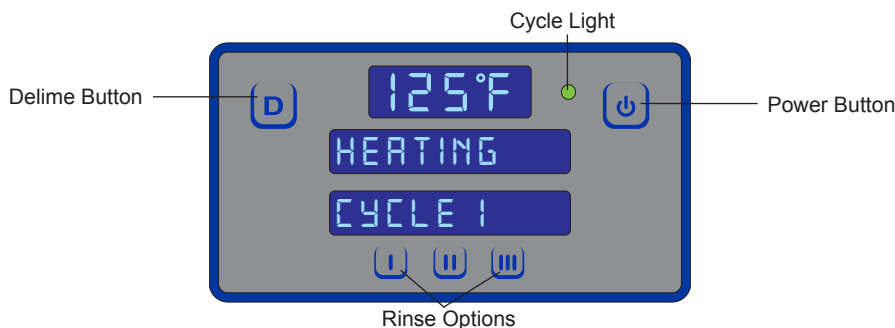 Cycle Light
Delime Button
D
125°F
Power Button
HEATING
CYCLE 1
I
II
III
Rinse Options